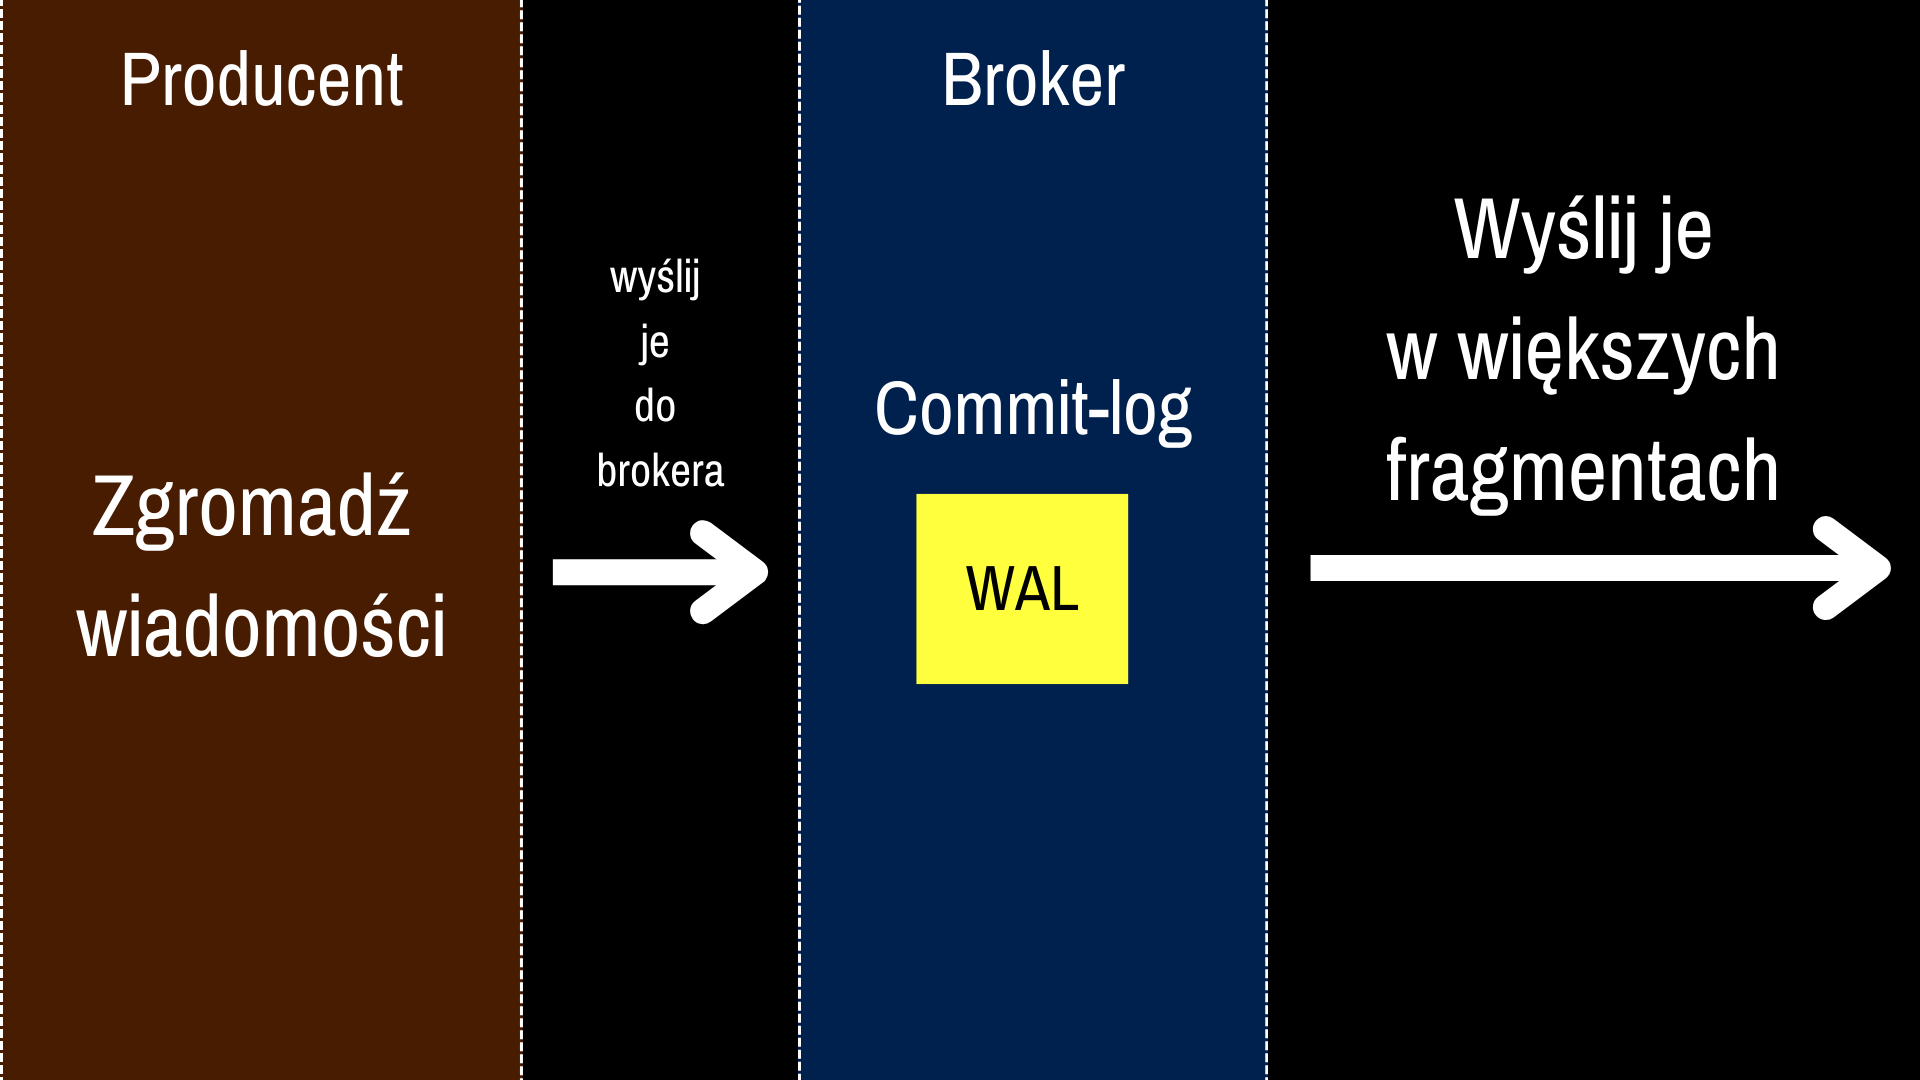 Producent
Zgromadź
wiadomości
wyślij
je
do
brokera
Broker
Commit-log
WAL
Wyślij je
w większych
fragmentach